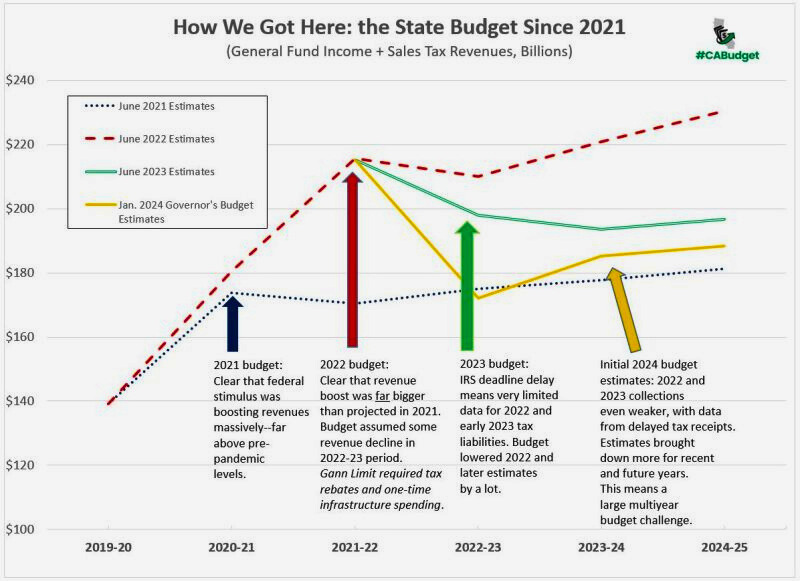 How We Got Here: the State Budget Since 2021
(General Fund Income + Sales Tax Revenues, Billions)
#CABudget
$240
$220
$200
$180
$160
$140
$120
$100
June 2021 Estimates
June 2022 Estimates
June 2023 Estimates
Jan. 2024 Governor's Budget
Estimates
2021 budget:
Clear that federal
stimulus was
boosting revenues
massively--far
above pre-
pandemic
levels.
2022 budget:
Clear that revenue
boost was far bigger
than projected in 2021.
Budget assumed some
revenue decline in
2022-23 period.
Gann Limit required tax
rebates and one-time
infrastructure spending.
2023 budget:
IRS deadline delay
means very limited
data for 2022 and
early 2023 tax
liabilities. Budget
lowered 2022 and
later estimates
by a lot.
Initial 2024 budget
estimates: 2022 and
2023 collections
even weaker, with data
from delayed tax receipts.
Estimates brought
down more for recent
and future years.
This means a
large multiyear
budget challenge.
2019-20
2020-21
2021-22
2022-23
2023-24
2024-25